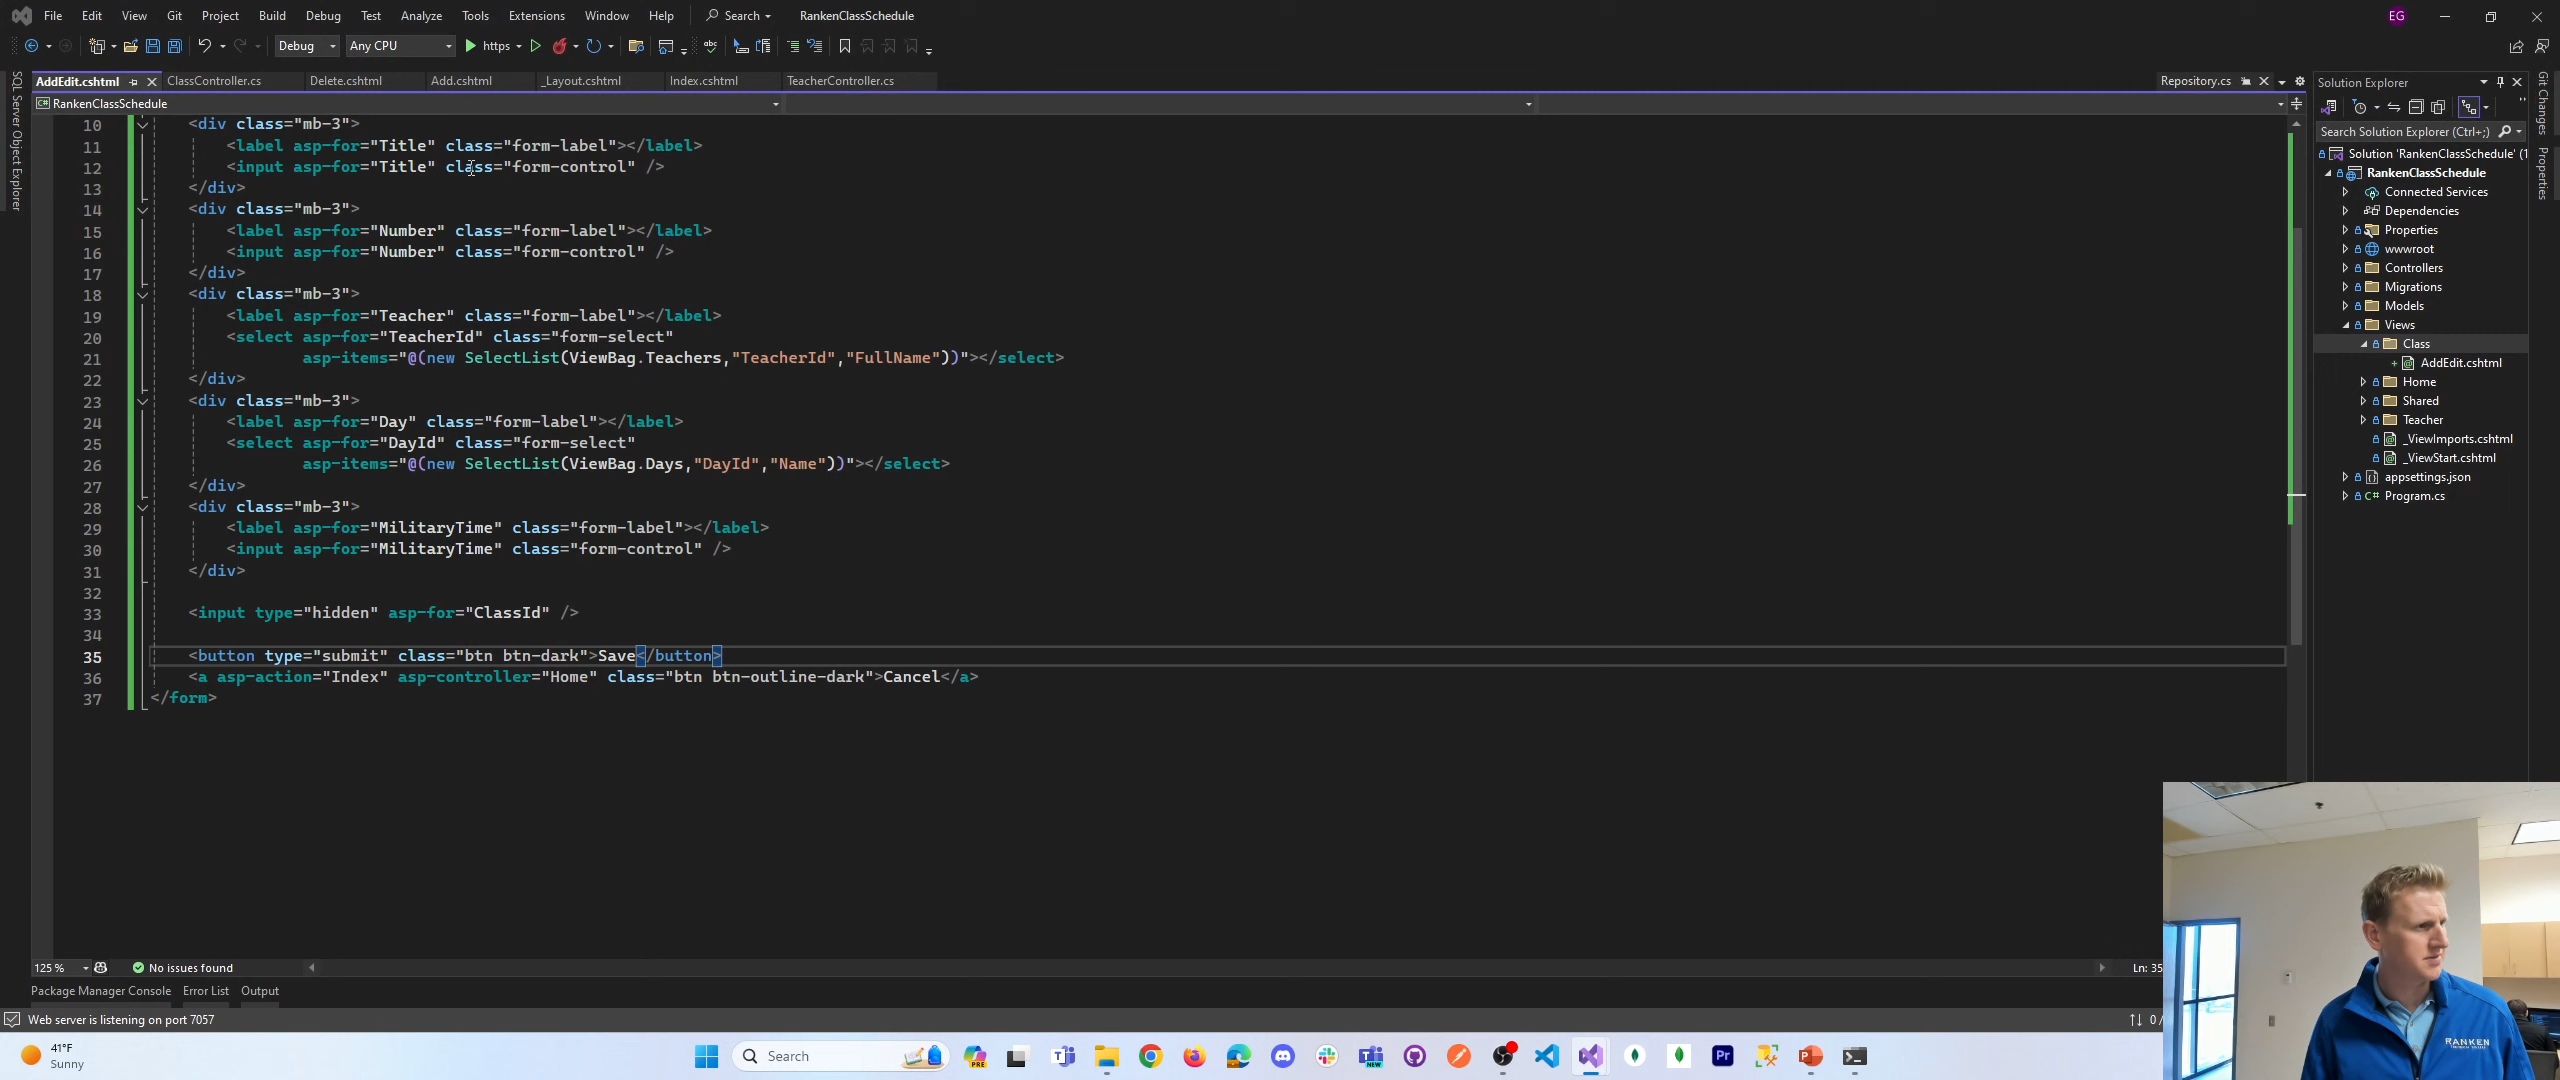 File Edit View Git Project Build Debug Test Analyze Tools Extensions Window Help Search RankenClassSchedule EG
Debug Any CPU https
AddEdit.cshtml ClassController.cs Delete.cshtml Add.cshtml _Layout.cshtml Index.cshtml TeacherController.cs Repository.cs
RankenClassSchedule
SQL Server Object Explorer
10 <div class="mb-3">
11 <label asp-for="Title" class="form-label"></label>
12 <input asp-for="Title" class="form-control" />
13 </div>
14 <div class="mb-3">
15 <label asp-for="Number" class="form-label"></label>
16 <input asp-for="Number" class="form-control" />
17 </div>
18 <div class="mb-3">
19 <label asp-for="Teacher" class="form-label"></label>
20 <select asp-for="TeacherId" class="form-select"
21 asp-items="@(new SelectList(ViewBag.Teachers,"TeacherId","FullName"))"></select>
22 </div>
23 <div class="mb-3">
24 <label asp-for="Day" class="form-label"></label>
25 <select asp-for="DayId" class="form-select"
26 asp-items="@(new SelectList(ViewBag.Days,"DayId","Name"))"></select>
27 </div>
28 <div class="mb-3">
29 <label asp-for="MilitaryTime" class="form-label"></label>
30 <input asp-for="MilitaryTime" class="form-control" />
31 </div>
32
33 <input type="hidden" asp-for="ClassId" />
34
35 <button type="submit" class="btn btn-dark">Save</button>
36 <a asp-action="Index" asp-controller="Home" class="btn btn-outline-dark">Cancel</a>
37 </form>
Solution Explorer
Search Solution Explorer (Ctrl+;)
Solution 'RankenClassSchedule' (1
RankenClassSchedule
Connected Services
Dependencies
Properties
wwwroot
Controllers
Migrations
Models
Views
Class
AddEdit.cshtml
Home
Shared
Teacher
_ViewImports.cshtml
_ViewStart.cshtml
appsettings.json
Program.cs
Git Changes
Properties
125 % No issues found Ln: 35
Package Manager Console Error List Output
Web server is listening on port 7057 0 /
RANKEN
41°F
Sunny
Search
PRE
NEW
Pr